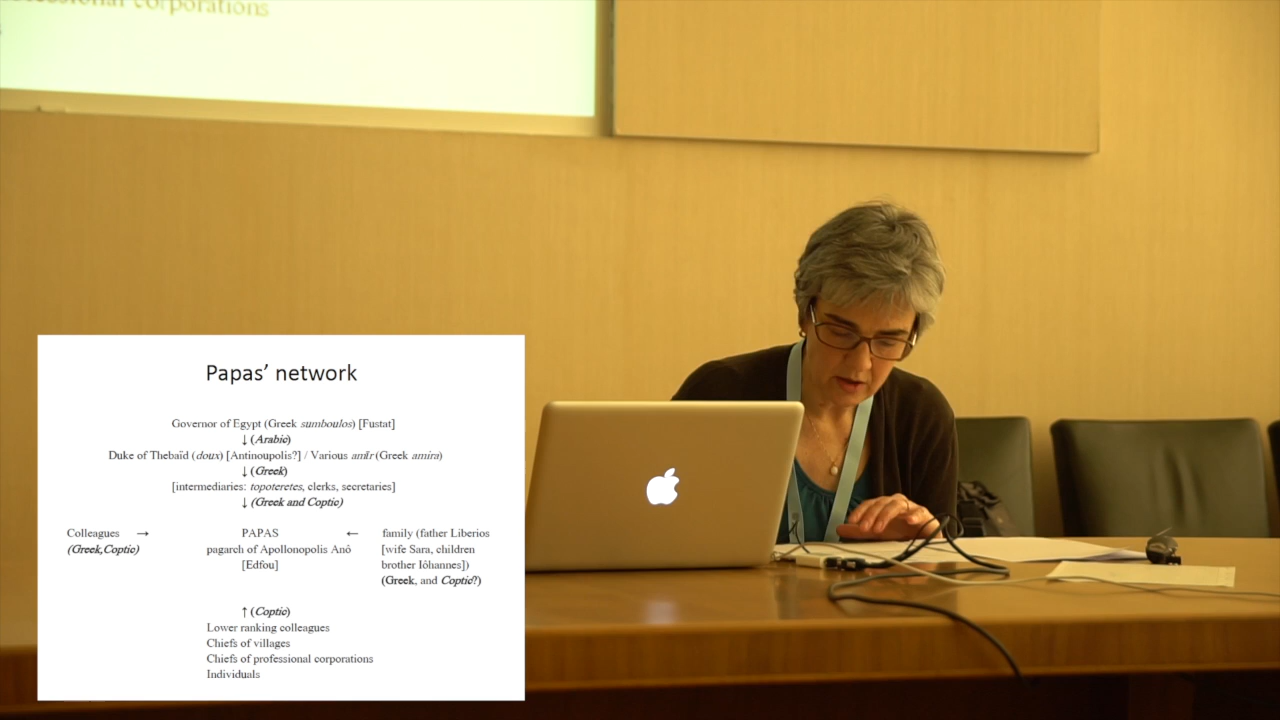 professional corporations
Papas’ network
Governor of Egypt (Greek sumboulos) [Fustat]
↓ (Arabic)
Duke of Thebaïd (doux) [Antinoupolis?] / Various amīr (Greek amira)
↓ (Greek)
[intermediaries: topoteretes, clerks, secretaries]
↓ (Greek and Coptic)
Colleagues → PAPAS ← family (father Liberios
(Greek,Coptic) pagarch of Apollonopolis Anô [wife Sara, children
[Edfou] brother Iôhannes])
(Greek, and Coptic?)
↑ (Coptic)
Lower ranking colleagues
Chiefs of villages
Chiefs of professional corporations
Individuals